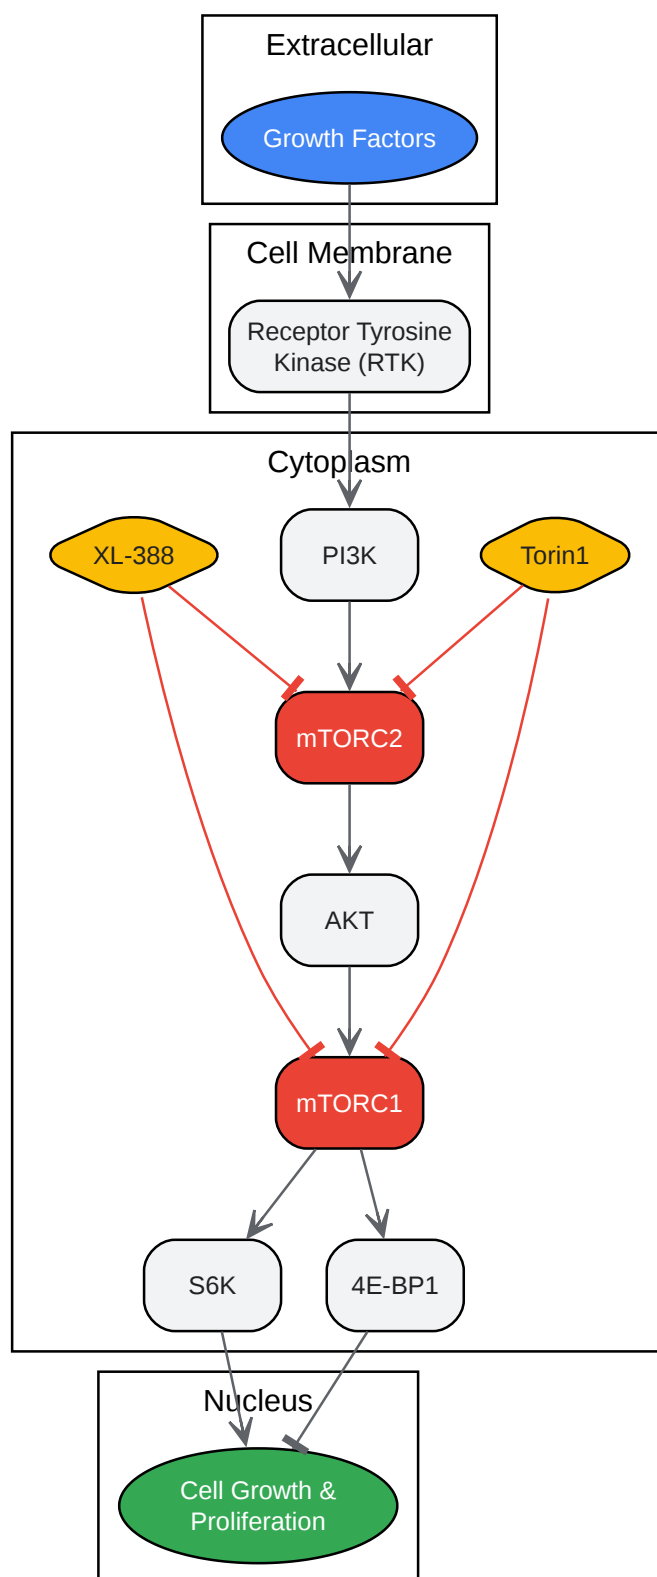 Extracellular
Growth Factors
Cell Membrane
Receptor Tyrosine
Kinase (RTK)
Cytoplasm
XL-388
PI3K
Torin1
mTORC2
AKT
mTORC1
S6K
4E-BP1
Nucleus
Cell Growth &
Proliferation